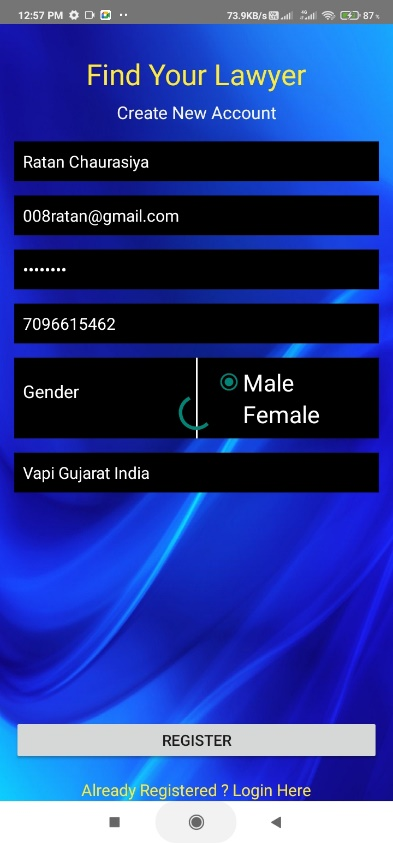 12:57 PM 73.9KB/s 4G 87%
Find Your Lawyer
Create New Account
Ratan Chaurasiya
008ratan@gmail.com
••••••••
7096615462
Gender
Male
Female
Vapi Gujarat India
REGISTER
Already Registered ? Login Here